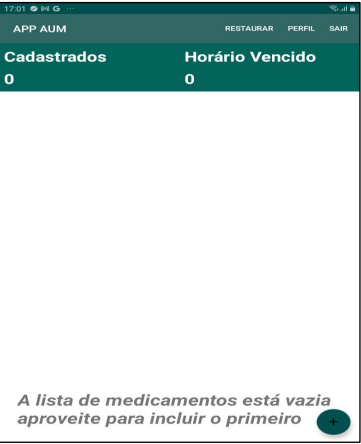 17:01 G ...
APP AUM RESTAURAR PERFIL SAIR
Cadastrados Horário Vencido
0 0
A lista de medicamentos está vazia
aproveite para incluir o primeiro +